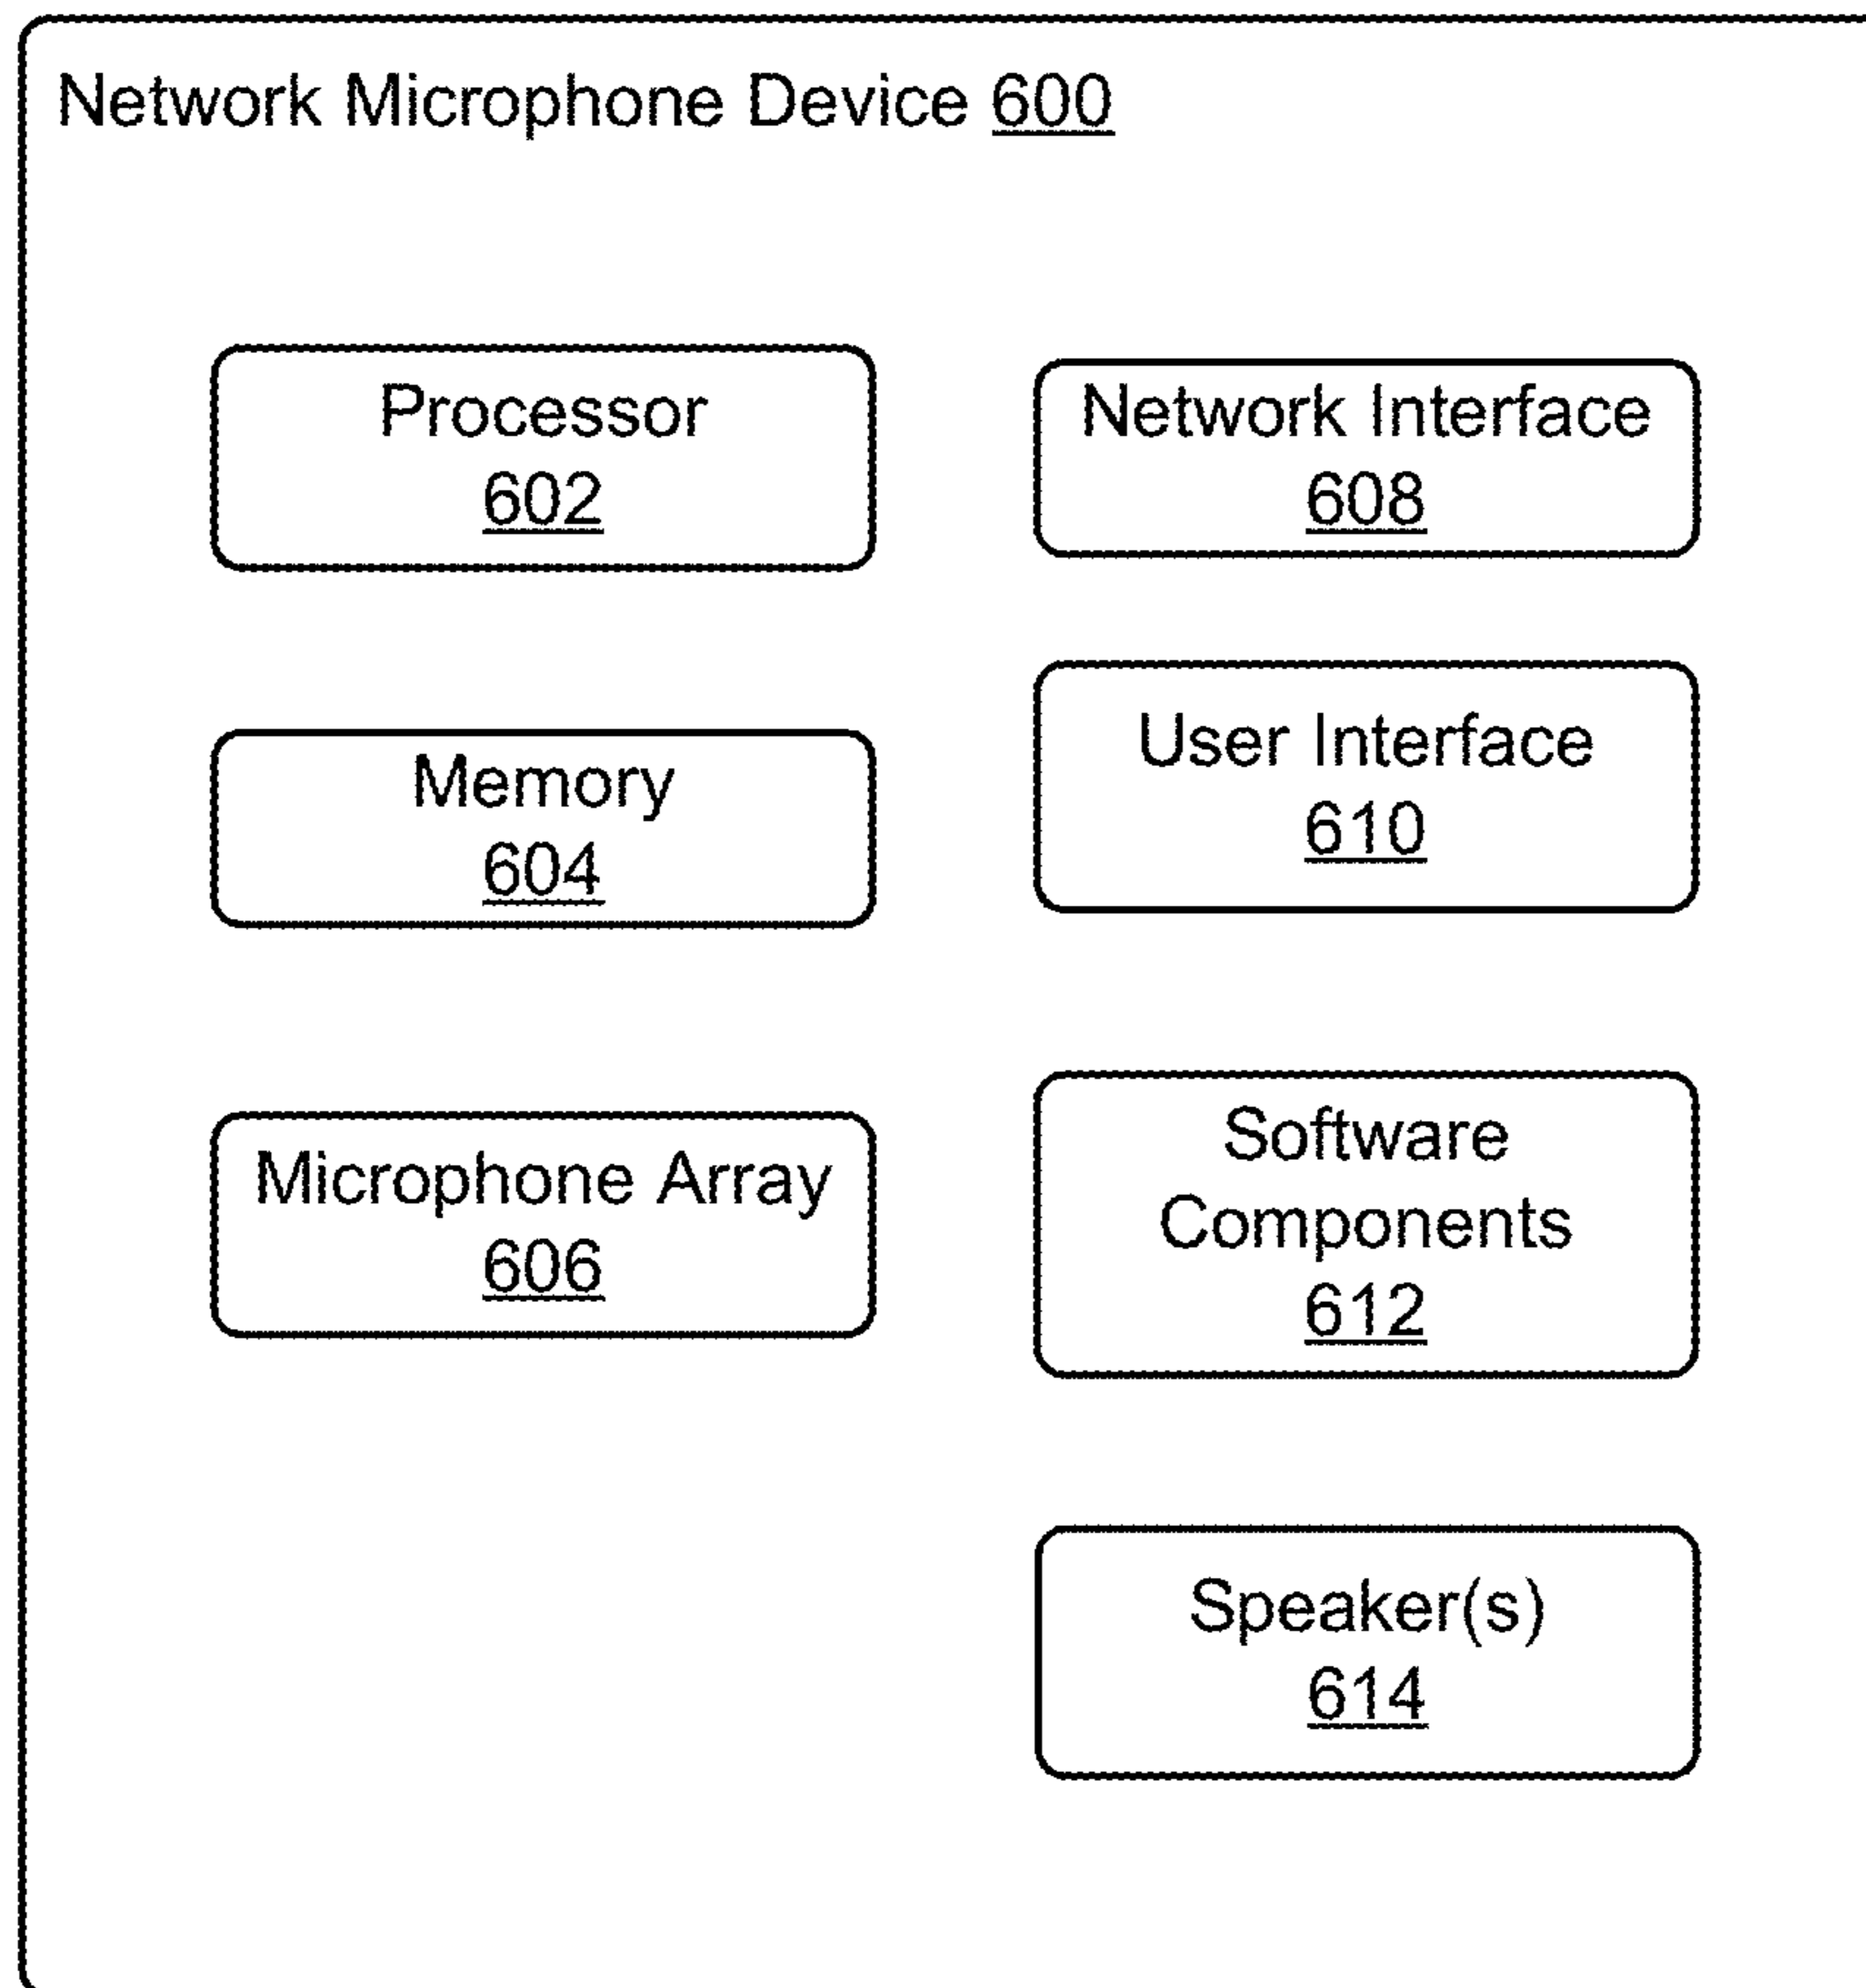 Network Microphone Device 600
Processor
602
Memory
604
Microphone Array
606
Network Interface
608
User Interface
610
Software
Components
612
Speaker(s)
614